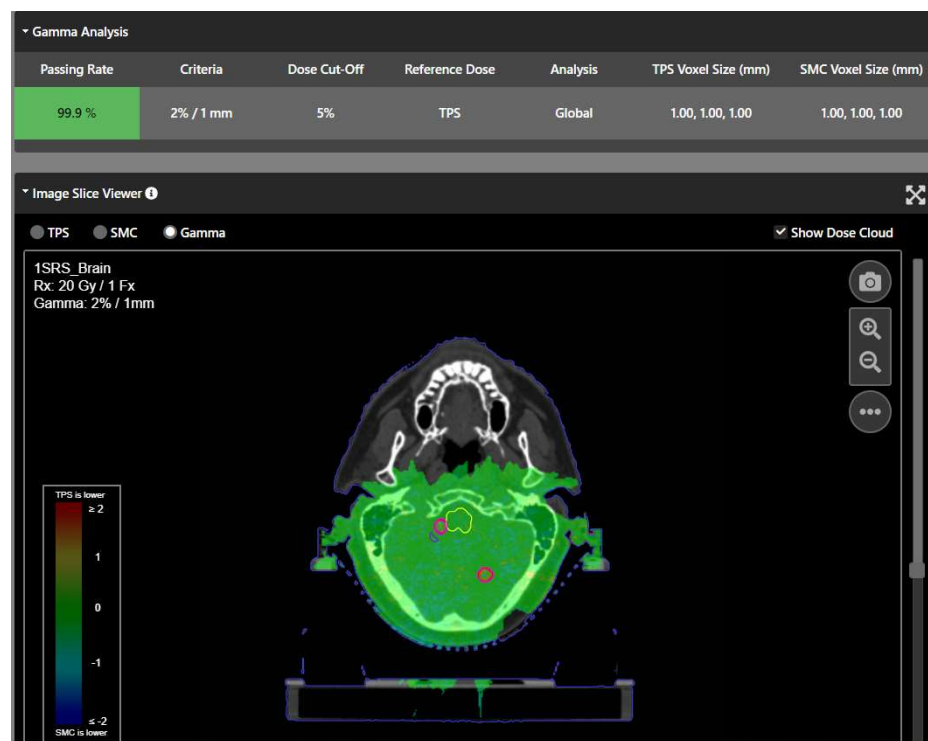 Gamma Analysis
Passing Rate Criteria Dose Cut-Off Reference Dose Analysis TPS Voxel Size (mm) SMC Voxel Size (mm)
99.9 % 2% / 1 mm 5% TPS Global 1.00, 1.00, 1.00 1.00, 1.00, 1.00
Image Slice Viewer
TPS SMC Gamma Show Dose Cloud
1SRS_Brain
Rx: 20 Gy / 1 Fx
Gamma: 2% / 1mm
TPS is lower
≥ 2
1
0
-1
≤ -2
SMC is lower